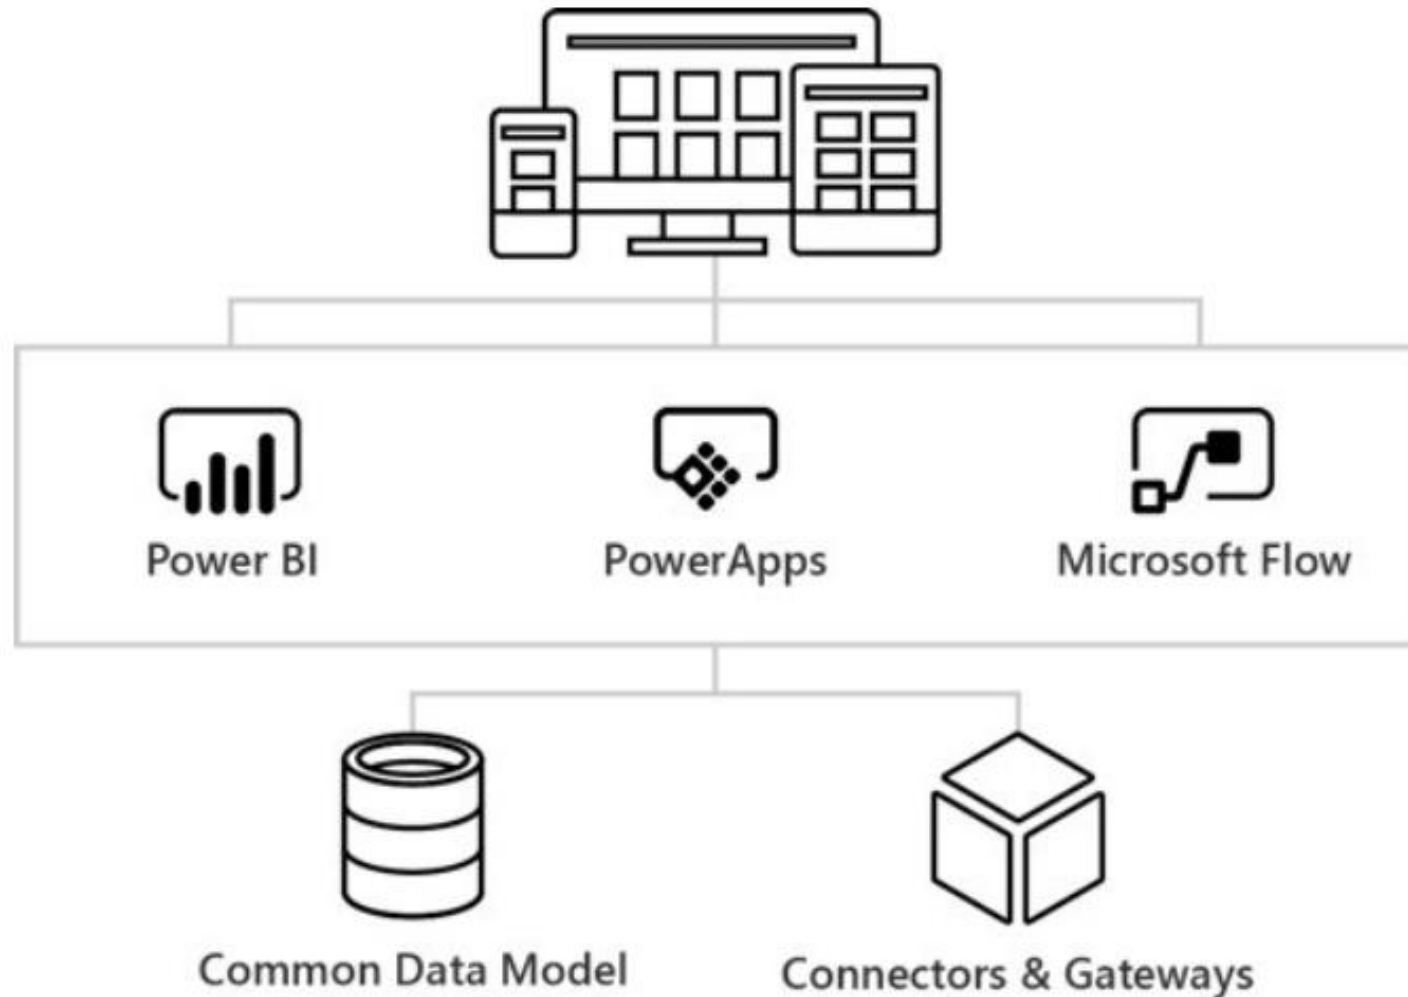 Power BI
PowerApps
Microsoft Flow
Common Data Model
Connectors & Gateways